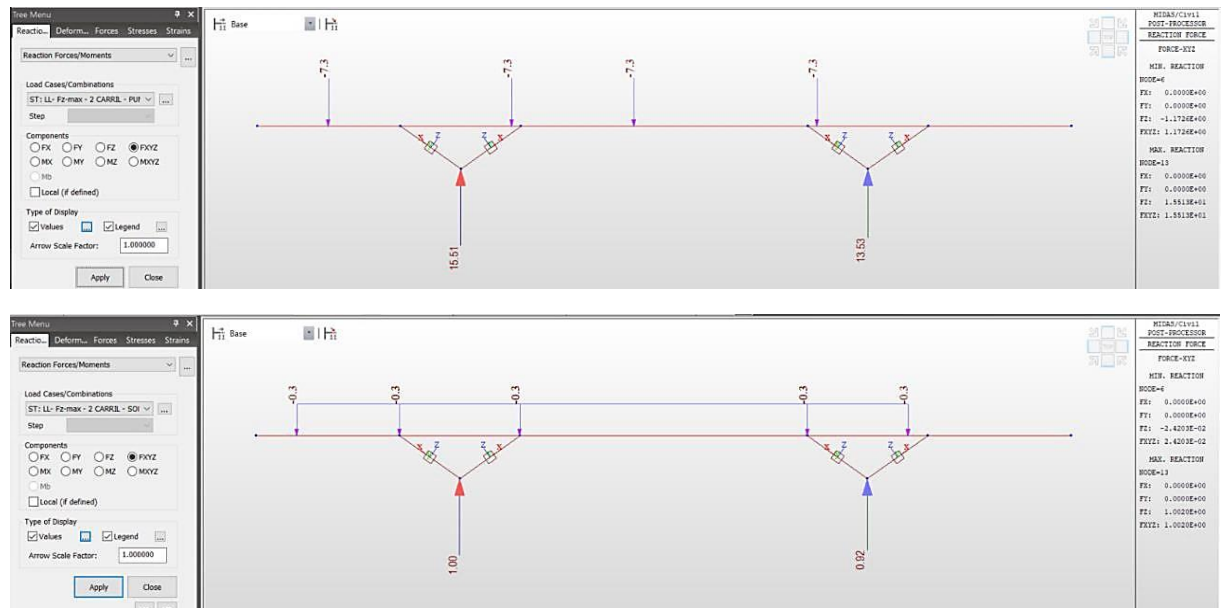 Tree Menu
Reactio... Deform... Forces Stresses Strains
Reaction Forces/Moments
...
Load Cases/Combinations
ST: LL- Fz-max - 2 CARRIL - PUI
...
Step
Components
FX FY FZ FXYZ
MX MY MZ MXYZ
Mb
Local (if defined)
Type of Display
Values ... Legend ...
Arrow Scale Factor: 1.000000
Apply Close
Base
-7.3 -7.3 -7.3 -7.3
x z z x x z z x
15.51 13.53
MIDAS/Civil
POST-PROCESSOR
REACTION FORCE
FORCE-XYZ
MIN. REACTION
NODE=6
FX: 0.0000E+00
FY: 0.0000E+00
FZ: -1.1726E+00
FXYZ: 1.1726E+00
MAX. REACTION
NODE=13
FX: 0.0000E+00
FY: 0.0000E+00
FZ: 1.5513E+01
FXYZ: 1.5513E+01
Tree Menu
Reactio... Deform... Forces Stresses Strains
Reaction Forces/Moments
...
Load Cases/Combinations
ST: LL- Fz-max - 2 CARRIL - SOI
...
Step
Components
FX FY FZ FXYZ
MX MY MZ MXYZ
Mb
Local (if defined)
Type of Display
Values ... Legend ...
Arrow Scale Factor: 1.000000
Apply Close
Base
-0.3 -0.3 -0.3 -0.3 -0.3
x z z x x z z x
1.00 0.92
MIDAS/Civil
POST-PROCESSOR
REACTION FORCE
FORCE-XYZ
MIN. REACTION
NODE=6
FX: 0.0000E+00
FY: 0.0000E+00
FZ: -2.4203E-02
FXYZ: 2.4203E-02
MAX. REACTION
NODE=13
FX: 0.0000E+00
FY: 0.0000E+00
FZ: 1.0020E+00
FXYZ: 1.0020E+00